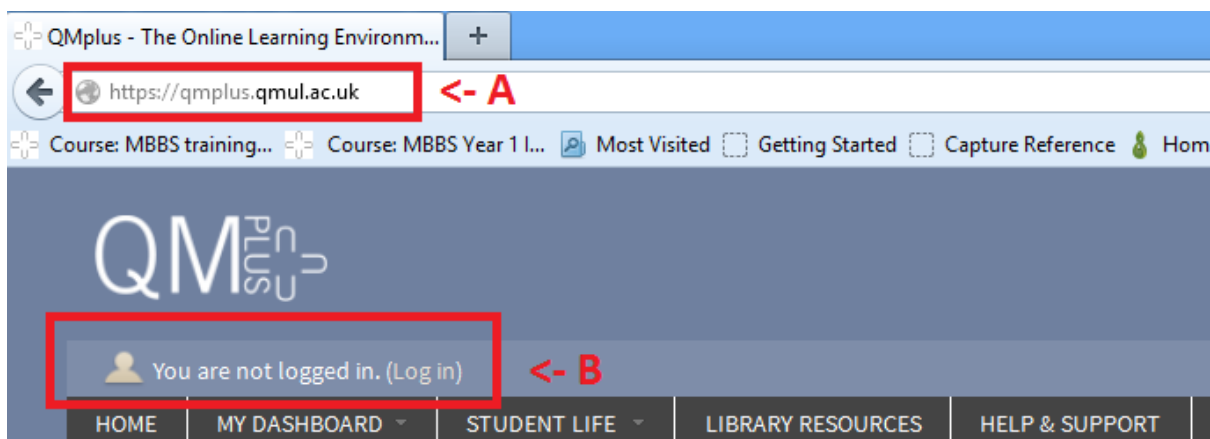 QMplus - The Online Learning Environm... +
https://qmplus.qmul.ac.uk <- A
Course: MBBS training... Course: MBBS Year 1 I... Most Visited Getting Started Capture Reference Hom
QM PLUS
You are not logged in. (Log in) <- B
HOME MY DASHBOARD STUDENT LIFE LIBRARY RESOURCES HELP & SUPPORT